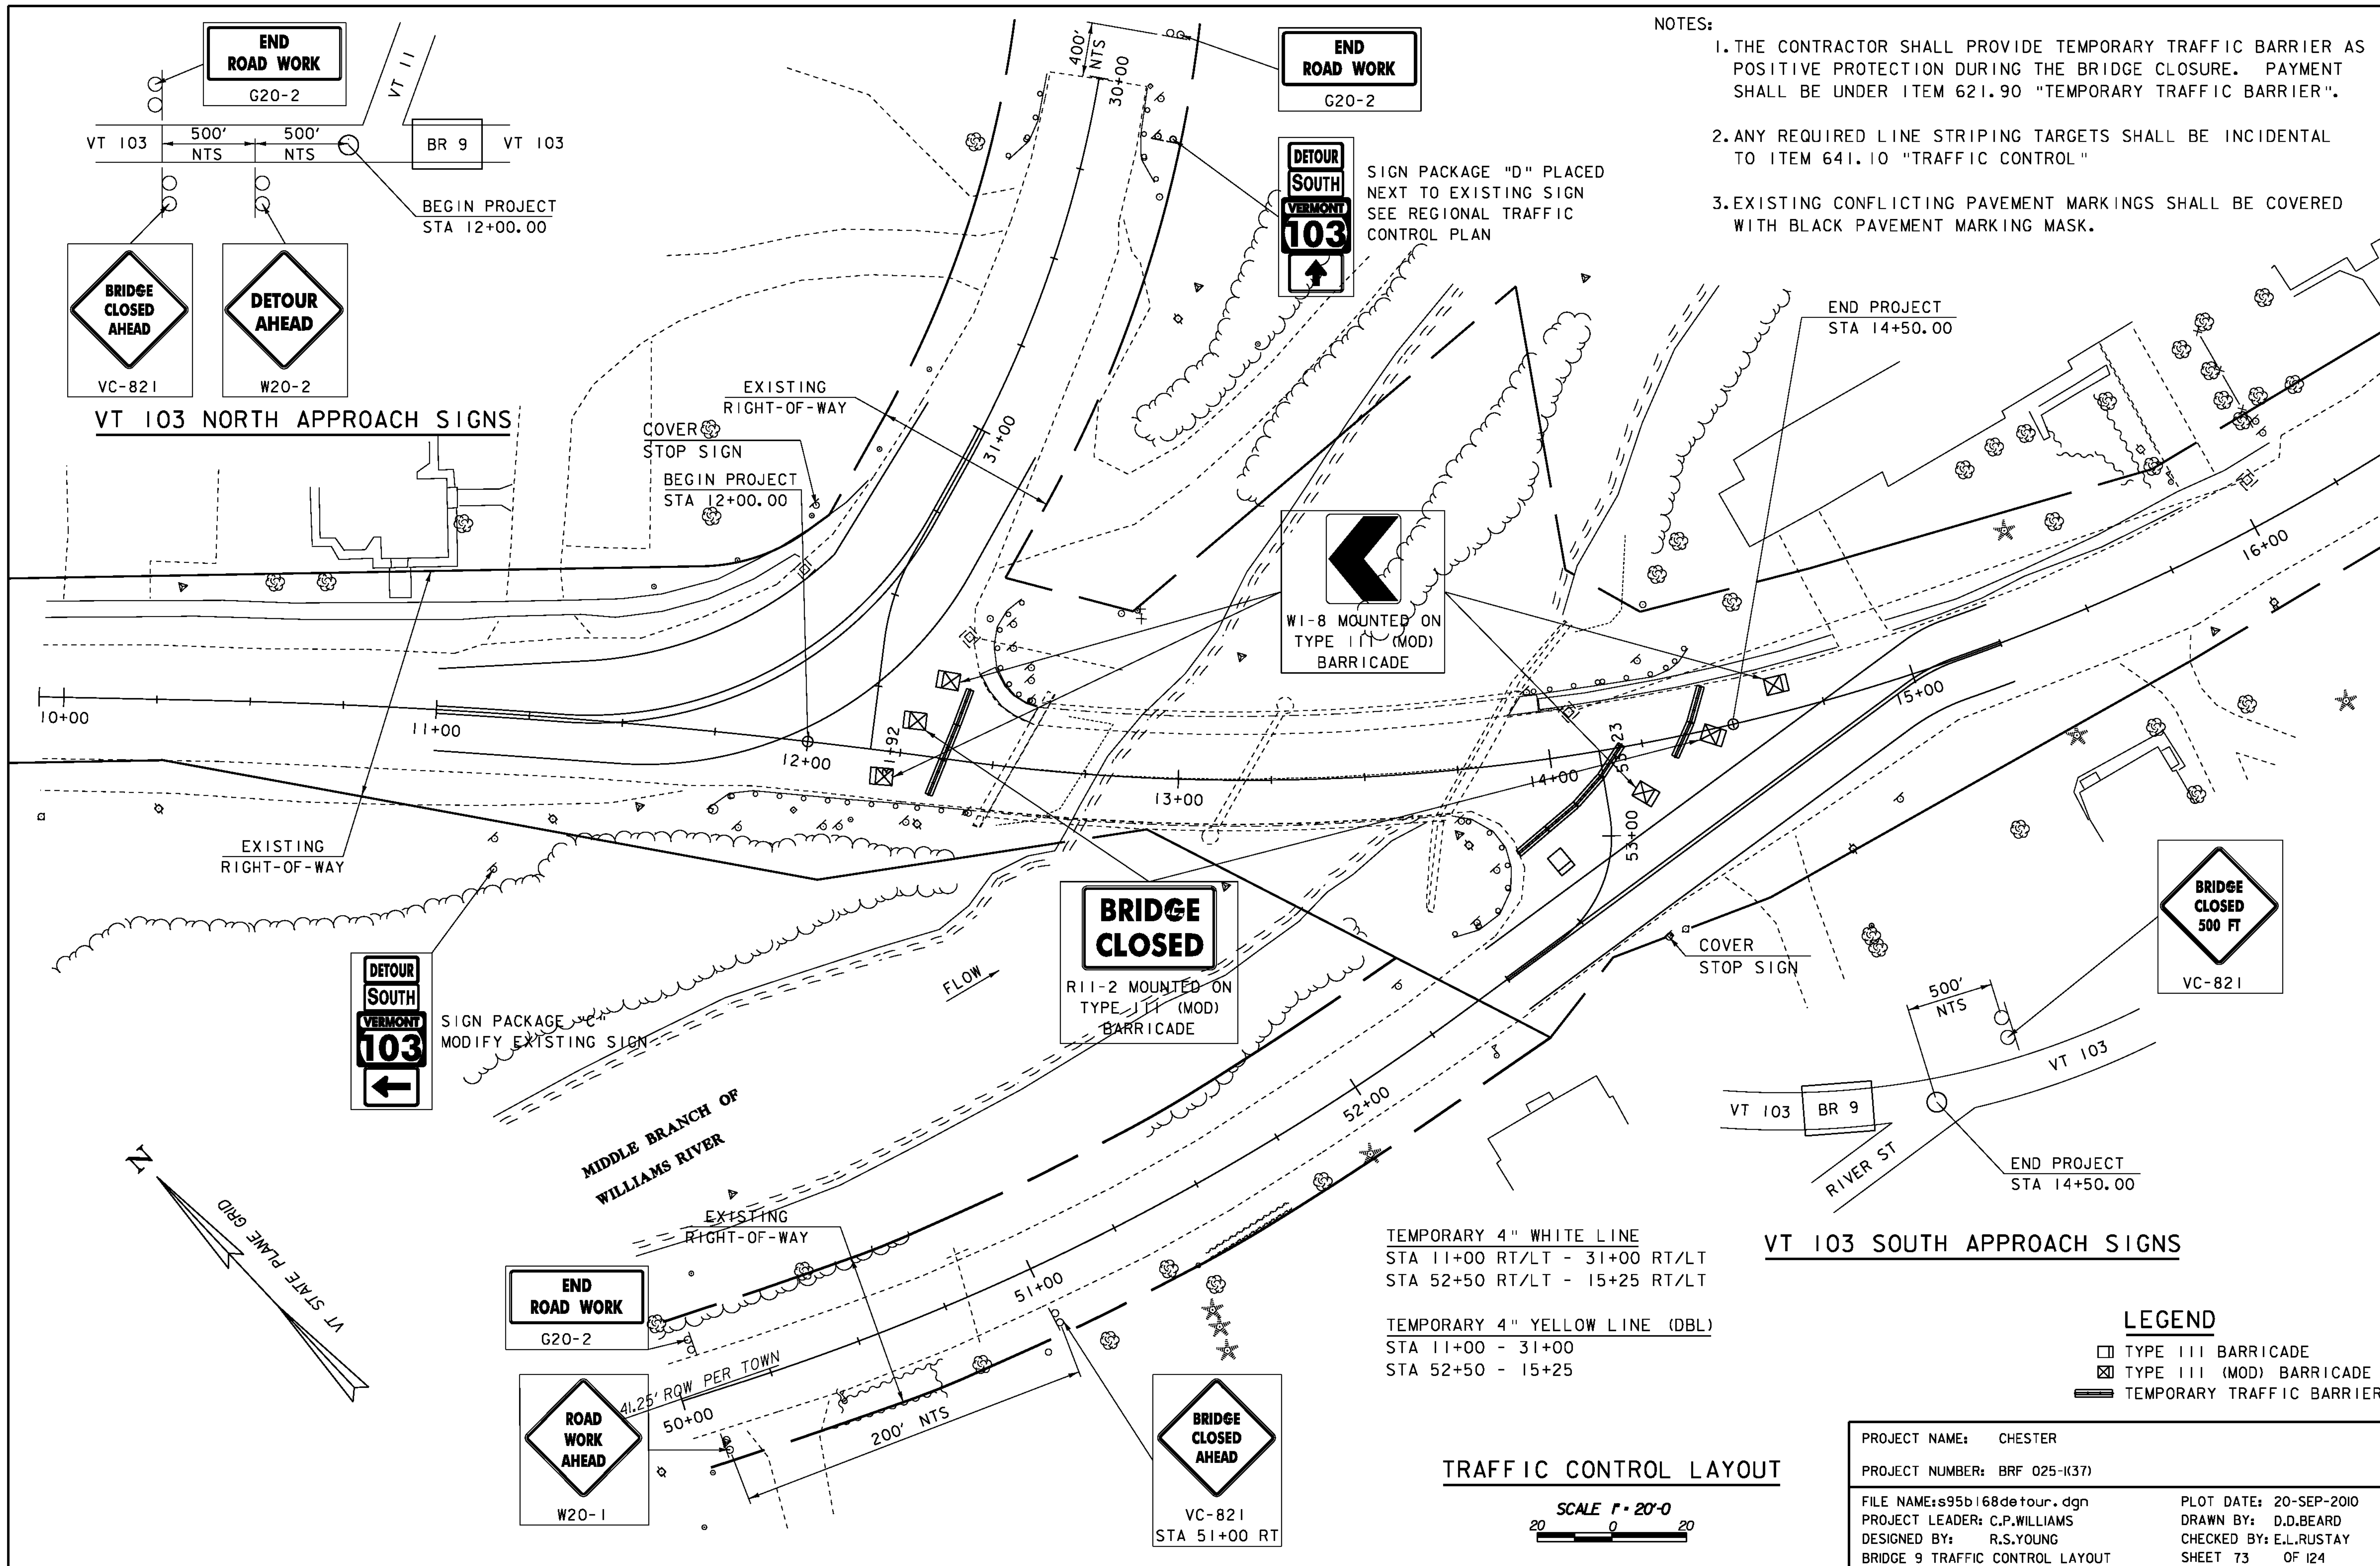 END
ROAD WORK
G20-2
VT 11
VT 103
500'
NTS
500'
NTS
BR 9
VT 103
BEGIN PROJECT
STA 12+00.00
BRIDGE
CLOSED
AHEAD
VC-821
DETOUR
AHEAD
W20-2
VT 103 NORTH APPROACH SIGNS
400'
NTS
30+00
END
ROAD WORK
G20-2
DETOUR
SOUTH
VERMONT
103
SIGN PACKAGE "D" PLACED
NEXT TO EXISTING SIGN
SEE REGIONAL TRAFFIC
CONTROL PLAN
NOTES:
1. THE CONTRACTOR SHALL PROVIDE TEMPORARY TRAFFIC BARRIER AS
POSITIVE PROTECTION DURING THE BRIDGE CLOSURE. PAYMENT
SHALL BE UNDER ITEM 621.90 "TEMPORARY TRAFFIC BARRIER".
2. ANY REQUIRED LINE STRIPING TARGETS SHALL BE INCIDENTAL
TO ITEM 641.10 "TRAFFIC CONTROL"
3. EXISTING CONFLICTING PAVEMENT MARKINGS SHALL BE COVERED
WITH BLACK PAVEMENT MARKING MASK.
END PROJECT
STA 14+50.00
EXISTING
RIGHT-OF-WAY
COVER
STOP SIGN
BEGIN PROJECT
STA 12+00.00
31+00
W1-8 MOUNTED ON
TYPE III (MOD)
BARRICADE
10+00
11+00
12+00
11+92
13+00
14+00
53+23
53+00
15+00
16+00
EXISTING
RIGHT-OF-WAY
DETOUR
SOUTH
VERMONT
103
SIGN PACKAGE "C"
MODIFY EXISTING SIGN
FLOW
BRIDGE
CLOSED
R11-2 MOUNTED ON
TYPE III (MOD)
BARRICADE
COVER
STOP SIGN
BRIDGE
CLOSED
500 FT
VC-821
500'
NTS
VT 103
BR 9
VT 103
RIVER ST
END PROJECT
STA 14+50.00
VT 103 SOUTH APPROACH SIGNS
N
VT STATE PLANE GRID
MIDDLE BRANCH OF
WILLIAMS RIVER
EXISTING
RIGHT-OF-WAY
52+00
51+00
50+00
41.25' ROW PER TOWN
200' NTS
END
ROAD WORK
G20-2
ROAD
WORK
AHEAD
W20-1
BRIDGE
CLOSED
AHEAD
VC-821
STA 51+00 RT
TEMPORARY 4" WHITE LINE
STA 11+00 RT/LT - 31+00 RT/LT
STA 52+50 RT/LT - 15+25 RT/LT
TEMPORARY 4" YELLOW LINE (DBL)
STA 11+00 - 31+00
STA 52+50 - 15+25
LEGEND
TYPE III BARRICADE
TYPE III (MOD) BARRICADE
TEMPORARY TRAFFIC BARRIER
TRAFFIC CONTROL LAYOUT
SCALE 1" = 20'-0
20 0 20
PROJECT NAME: CHESTER
PROJECT NUMBER: BRF 025-1(37)
FILE NAME:s95b168detour.dgn PLOT DATE: 20-SEP-2010
PROJECT LEADER: C.P.WILLIAMS DRAWN BY: D.D.BEARD
DESIGNED BY: R.S.YOUNG CHECKED BY: E.L.RUSTAY
BRIDGE 9 TRAFFIC CONTROL LAYOUT SHEET 73 OF 124